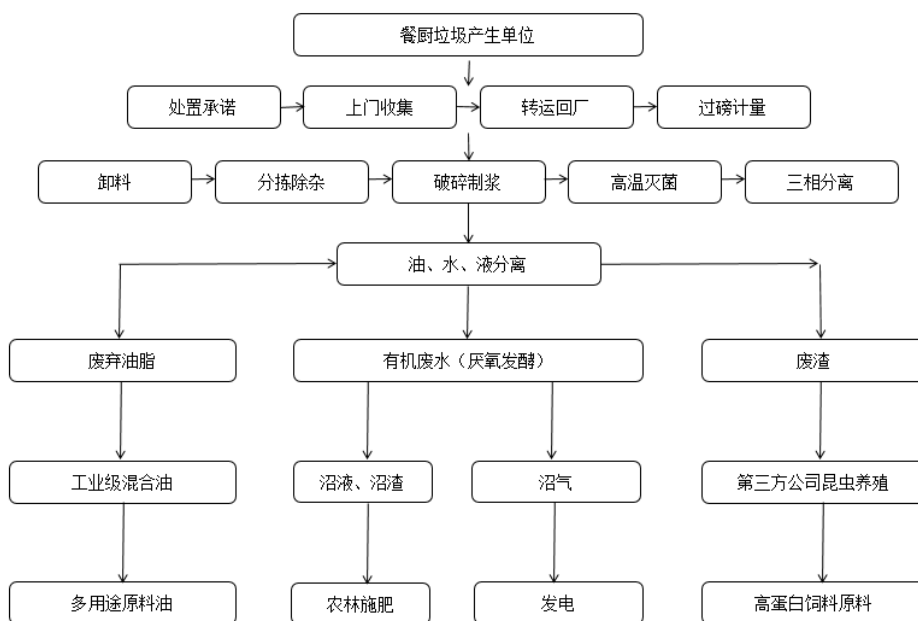 餐厨垃圾产生单位
处置承诺
上门收集
转运回厂
过磅计量
卸料
分拣除杂
破碎制浆
高温灭菌
三相分离
油、水、液分离
废弃油脂
有机废水（厌氧发酵）
废渣
工业级混合油
沼液、沼渣
沼气
第三方公司昆虫养殖
多用途原料油
农林施肥
发电
高蛋白饲料原料